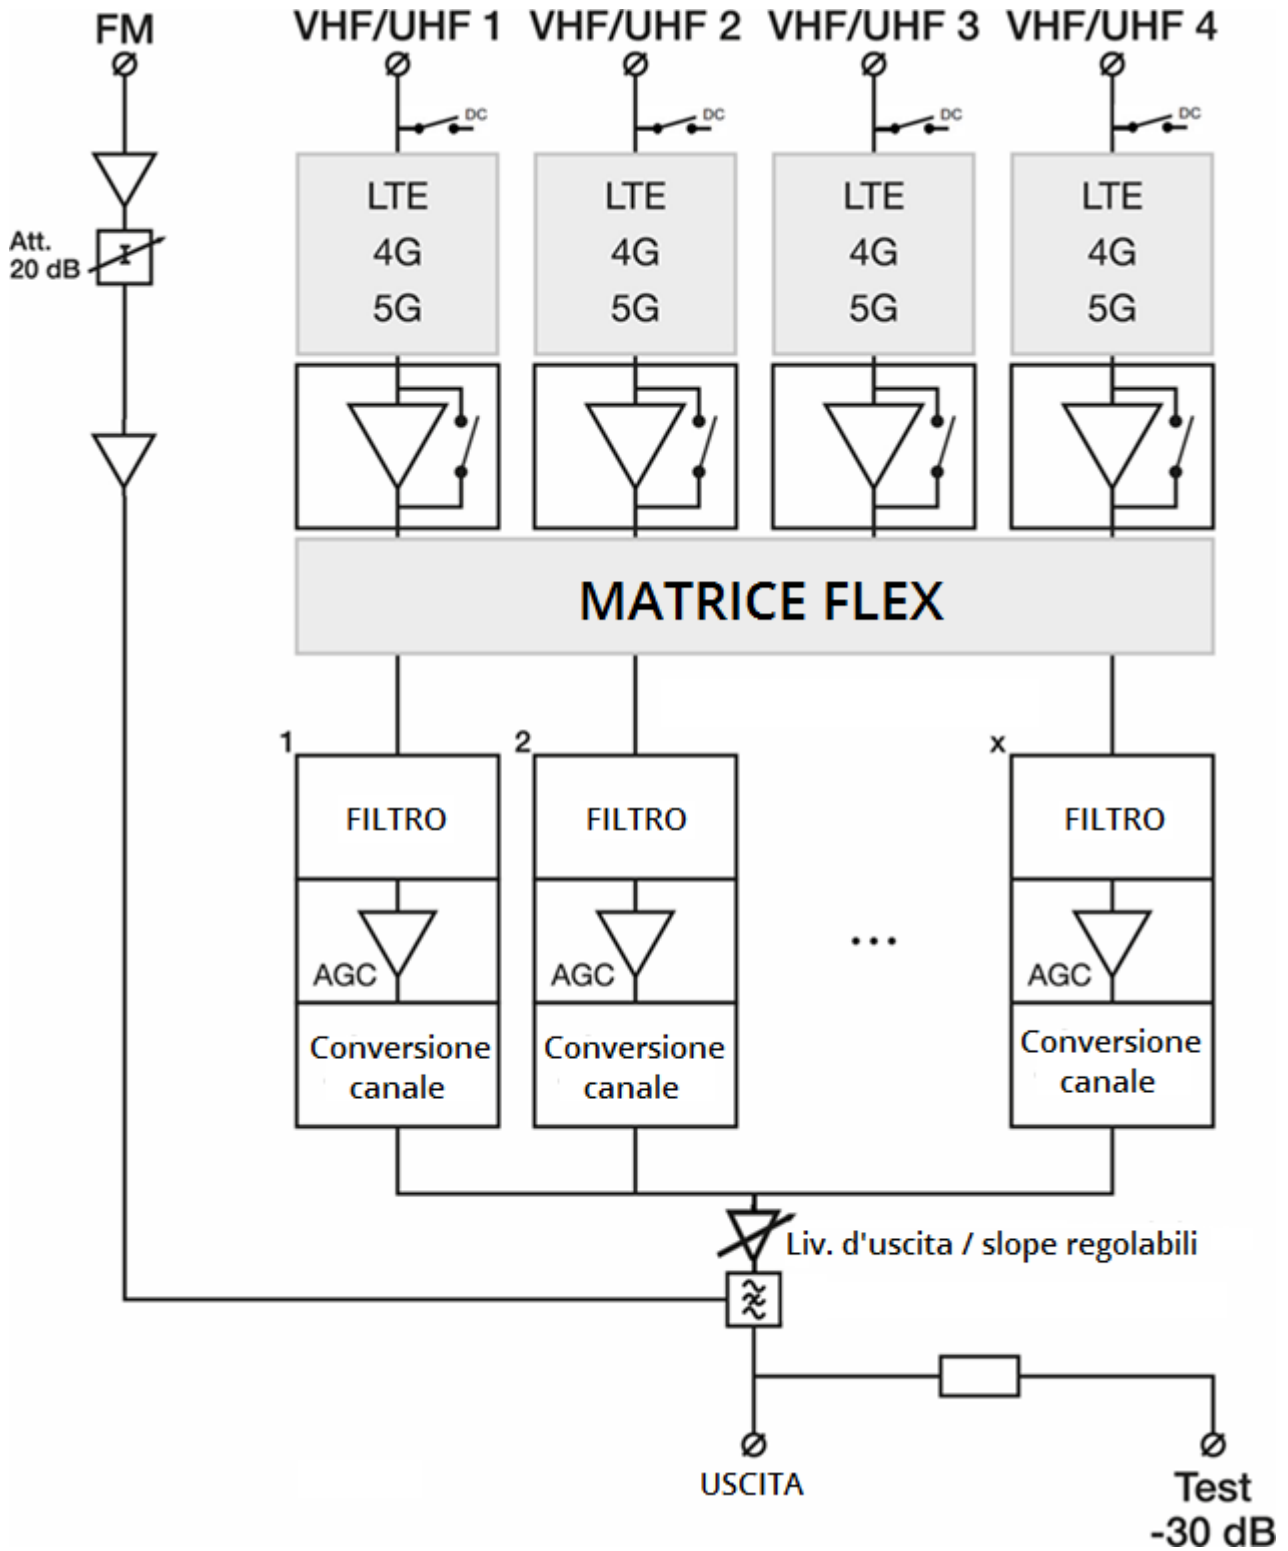 FM
VHF/UHF 1
VHF/UHF 2
VHF/UHF 3
VHF/UHF 4
DC
DC
DC
DC
LTE
4G
5G
LTE
4G
5G
LTE
4G
5G
LTE
4G
5G
Att.
20 dB
MATRICE FLEX
1
2
x
FILTRO
FILTRO
FILTRO
AGC
AGC
...
AGC
Conversione
canale
Conversione
canale
Conversione
canale
Liv. d'uscita / slope regolabili
USCITA
Test
-30 dB